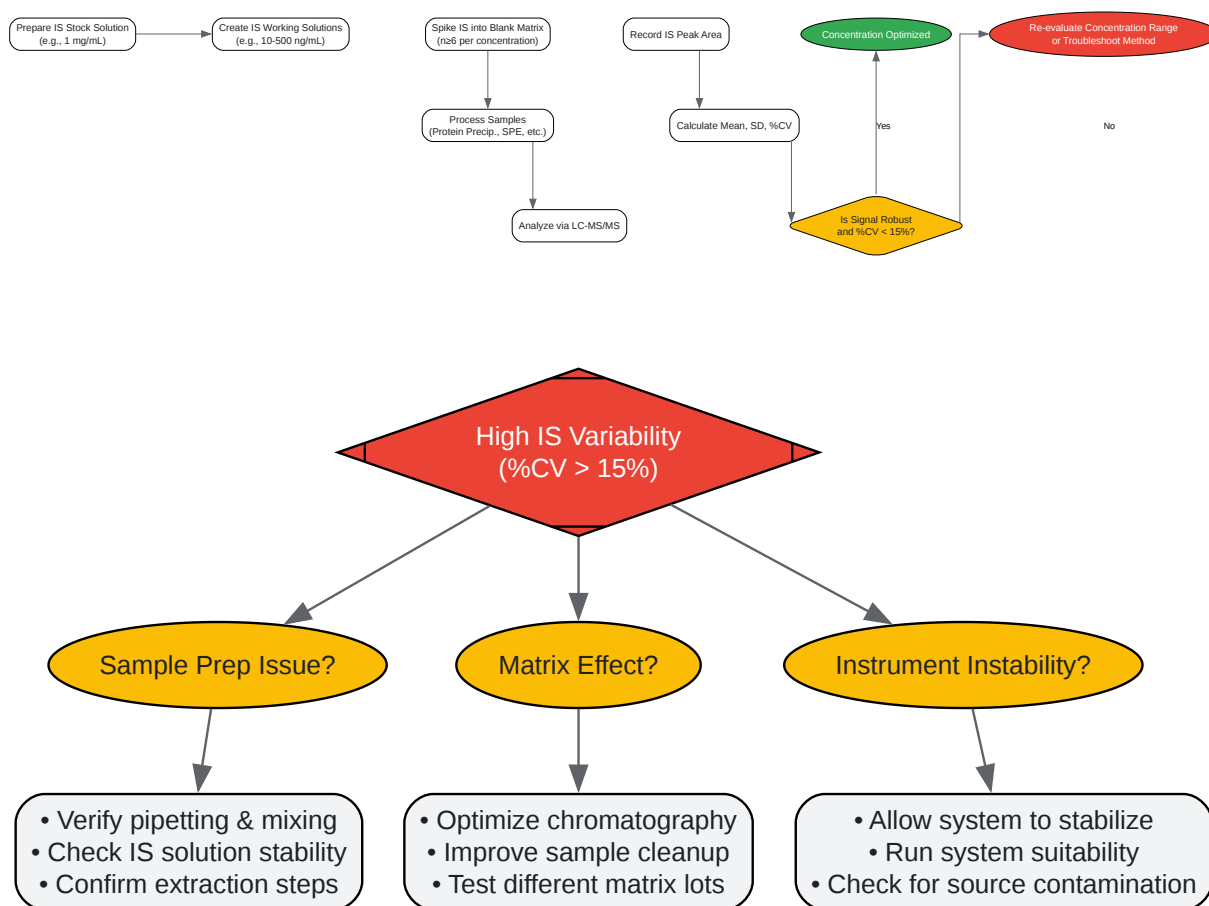 Prepare IS Stock Solution
(e.g., 1 mg/mL)
Create IS Working Solutions
(e.g., 10-500 ng/mL)
Spike IS into Blank Matrix
(n≥6 per concentration)
Process Samples
(Protein Precip., SPE, etc.)
Analyze via LC-MS/MS
Record IS Peak Area
Calculate Mean, SD, %CV
Is Signal Robust
and %CV < 15%?
Yes
Concentration Optimized
No
Re-evaluate Concentration Range
or Troubleshoot Method
High IS Variability
(%CV > 15%)
Sample Prep Issue?
Matrix Effect?
Instrument Instability?
• Verify pipetting & mixing
• Check IS solution stability
• Confirm extraction steps
• Optimize chromatography
• Improve sample cleanup
• Test different matrix lots
• Allow system to stabilize
• Run system suitability
• Check for source contamination